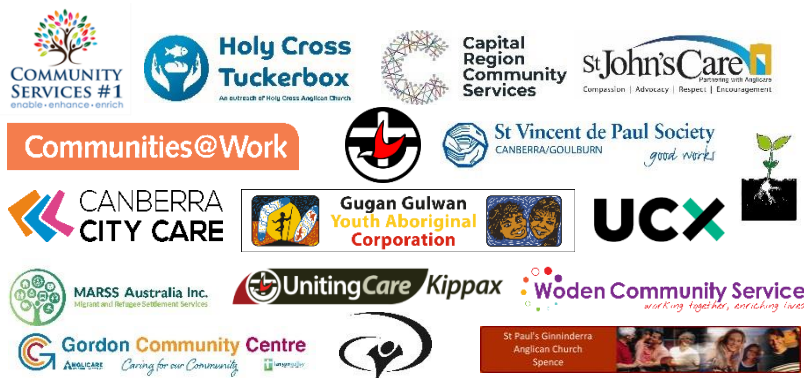 COMMUNITY
SERVICES #1
enable • enhance • enrich
Holy Cross
Tuckerbox
An outreach of Holy Cross Anglican Church
Capital
Region
Community
Services
St John'sCare
Partnering with Anglicare
Compassion | Advocacy | Respect | Encouragement
Communities@Work
St Vincent de Paul Society
CANBERRA/GOULBURN
good works
CANBERRA
CITY CARE
Gugan Gulwan
Youth Aboriginal
Corporation
UCX
MARSS Australia Inc.
Migrant and Refugee Settlement Services
UnitingCare Kippax
Woden Community Service
working together, enriching lives
Gordon Community Centre
ANGLICARE
Caring for our Community
St Paul's Ginninderra
Anglican Church
Spence